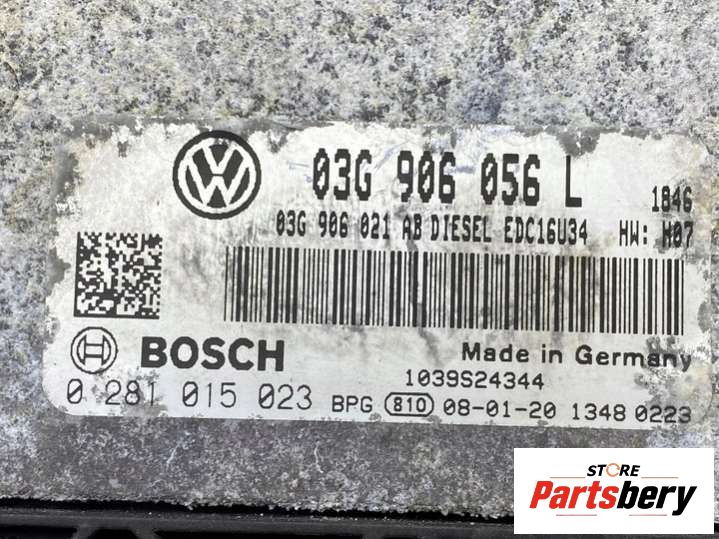 03G 906 056 L 1846
03G 906 021 AB DIESEL EDC16U34 HW: H07
BOSCH Made in Germany
1039S24344
0 281 015 023 BPG 810 08-01-20 1348 0223
STORE
Partsbery